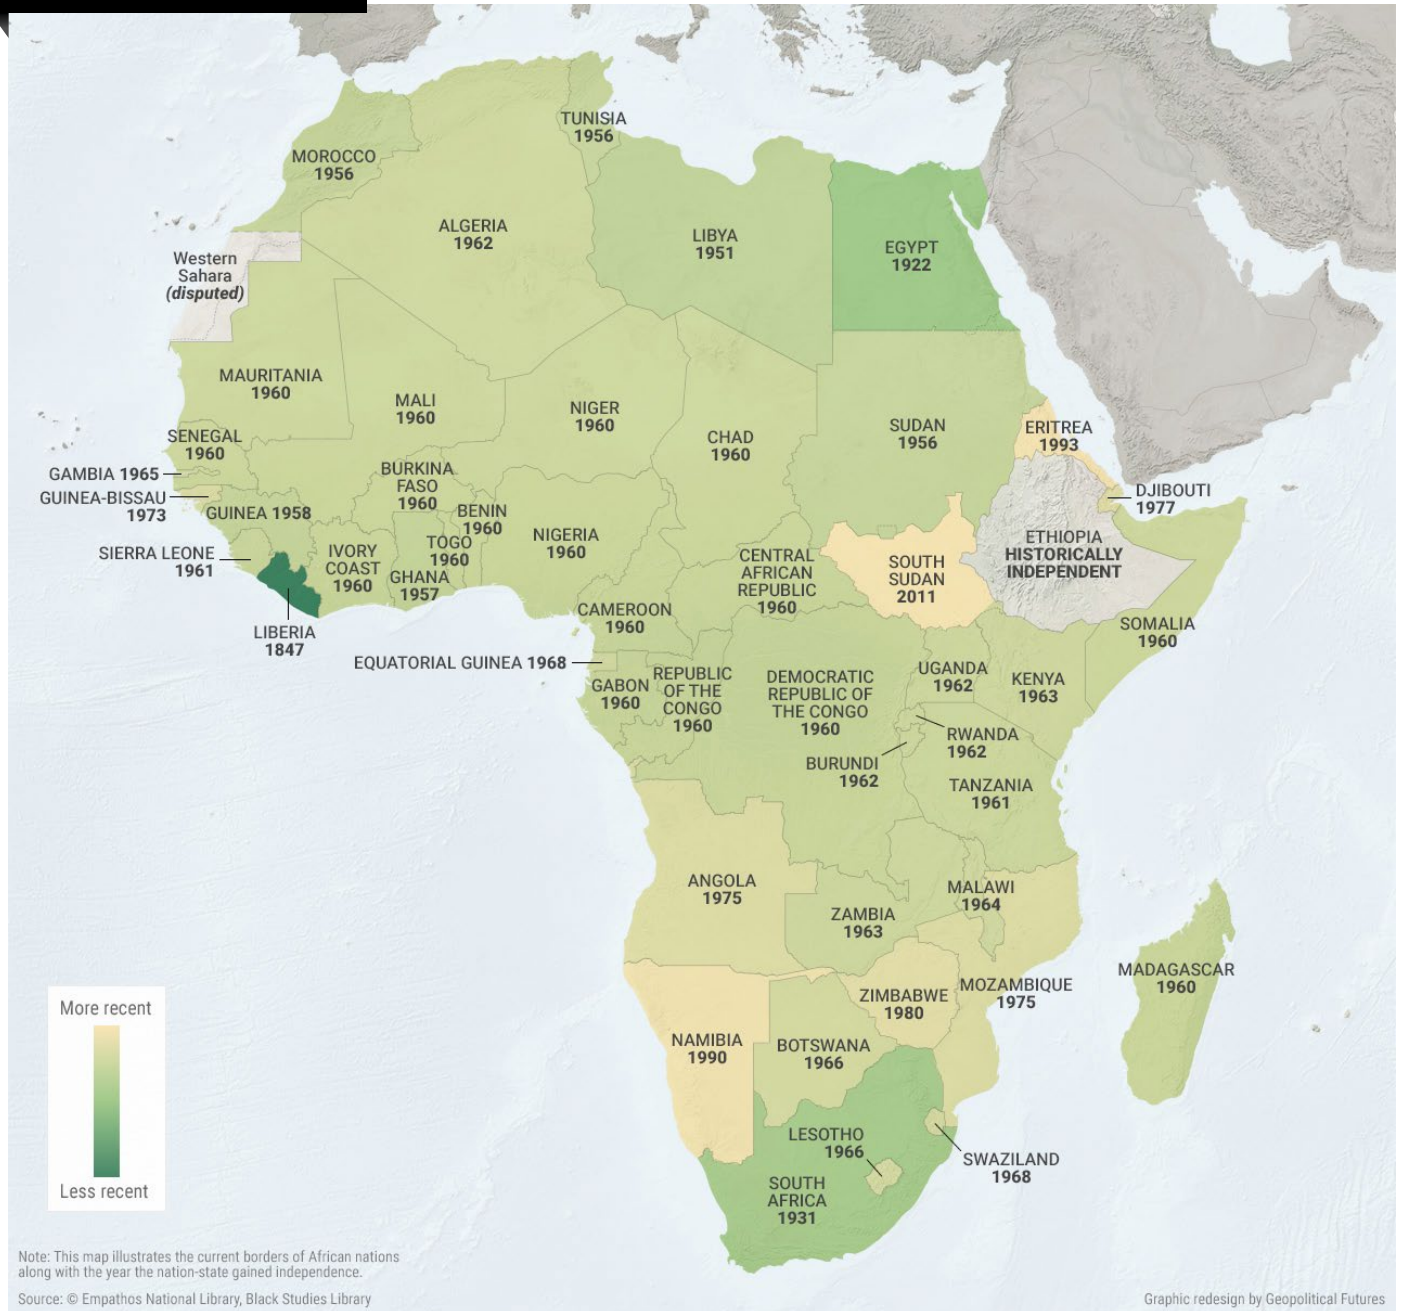 TUNISIA
1956
MOROCCO
1956
ALGERIA
1962
LIBYA
1951
EGYPT
1922
Western
Sahara
(disputed)
MAURITANIA
1960
MALI
1960
NIGER
1960
CHAD
1960
SUDAN
1956
ERITREA
1993
SENEGAL
1960
GAMBIA 1965
GUINEA-BISSAU
1973
GUINEA 1958
BURKINA
FASO
1960
BENIN
1960
DJIBOUTI
1977
SIERRA LEONE
1961
IVORY
COAST
1960
TOGO
1960
GHANA
1957
NIGERIA
1960
CENTRAL
AFRICAN
REPUBLIC
1960
SOUTH
SUDAN
2011
ETHIOPIA
HISTORICALLY
INDEPENDENT
LIBERIA
1847
CAMEROON
1960
SOMALIA
1960
EQUATORIAL GUINEA 1968
GABON
1960
REPUBLIC
OF THE
CONGO
1960
DEMOCRATIC
REPUBLIC OF
THE CONGO
1960
UGANDA
1962
KENYA
1963
RWANDA
1962
BURUNDI
1962
TANZANIA
1961
ANGOLA
1975
ZAMBIA
1963
MALAWI
1964
MADAGASCAR
1960
MOZAMBIQUE
1975
ZIMBABWE
1980
NAMIBIA
1990
BOTSWANA
1966
LESOTHO
1966
SWAZILAND
1968
SOUTH
AFRICA
1931
More recent
Less recent
Note: This map illustrates the current borders of African nations
along with the year the nation-state gained independence.
Source: © Empathos National Library, Black Studies Library
Graphic redesign by Geopolitical Futures